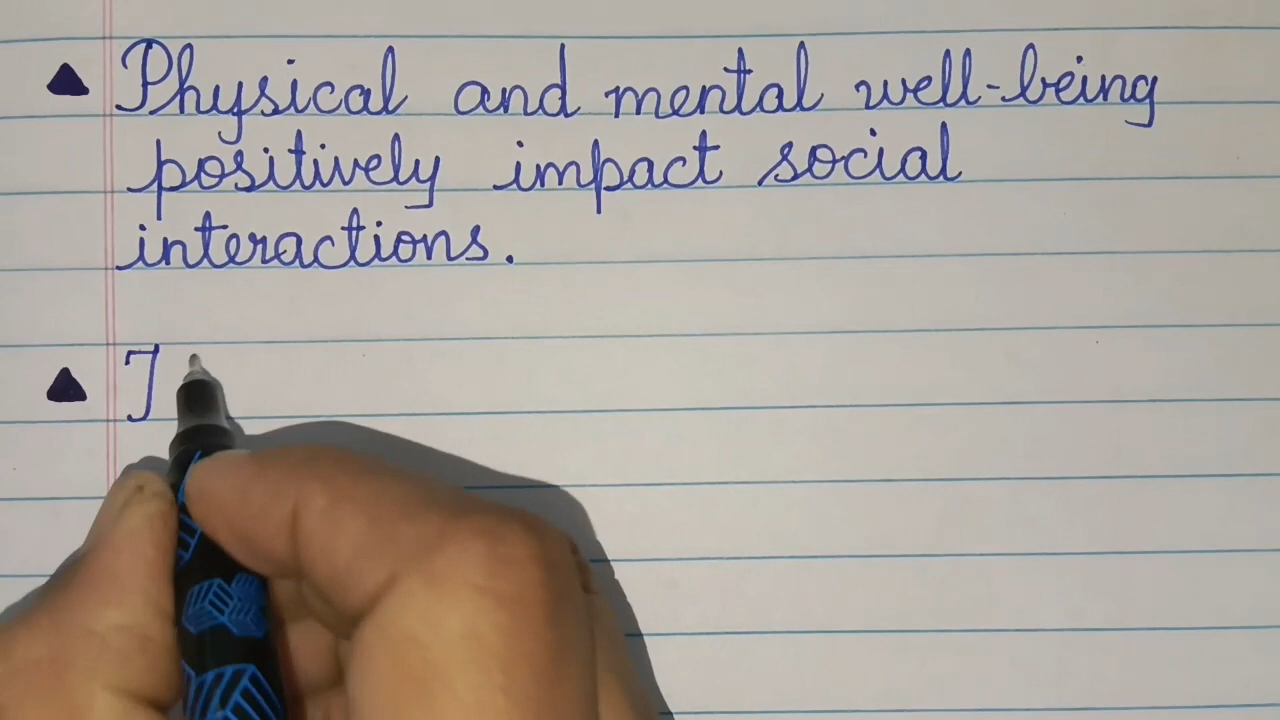 Physical and mental well-being
positively impact social
interactions.